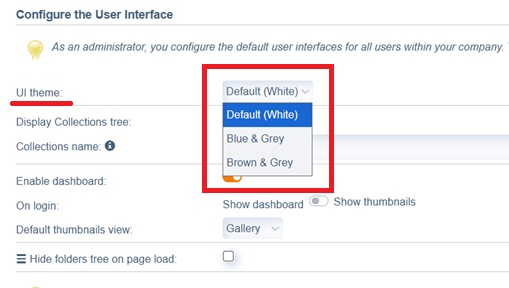 Configure the User Interface
As an administrator, you configure the default user interfaces for all users within your company.
UI theme:
Default (White)
Default (White)
Blue & Grey
Brown & Grey
Display Collections tree:
Collections name:
Enable dashboard:
On login:
Show dashboard
Show thumbnails
Default thumbnails view:
Gallery
Hide folders tree on page load: